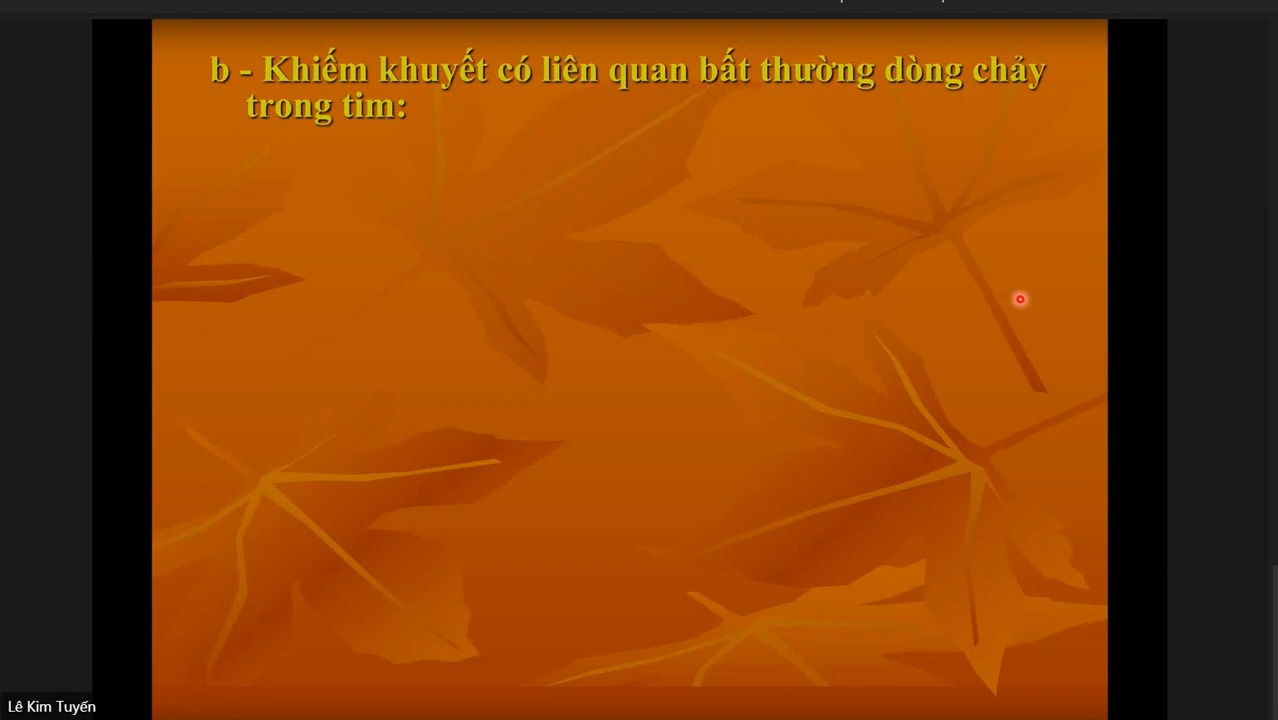 b - Khiếm khuyết có liên quan bất thường dòng chảy
trong tim:
Lê Kim Tuyến